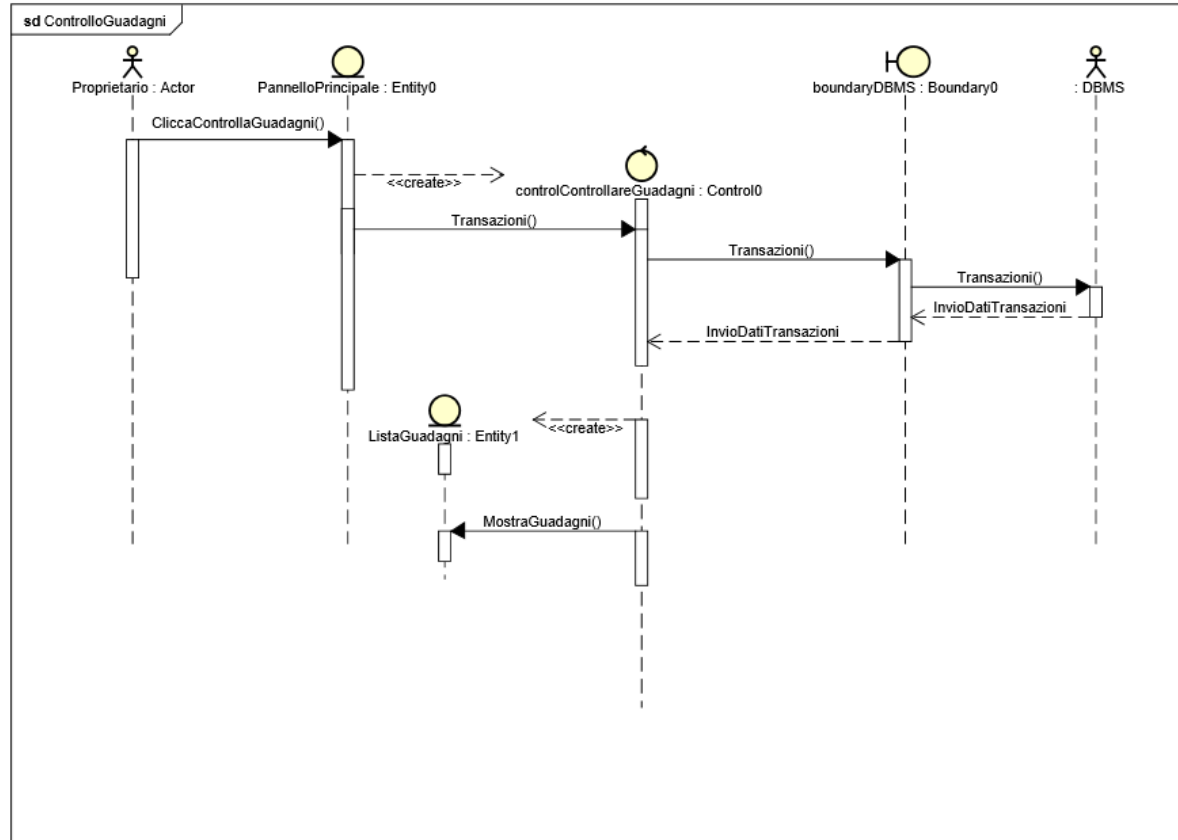 sd ControlloGuadagni
Proprietario : Actor
PannelloPrincipale : Entity0
boundaryDBMS : Boundary0
: DBMS
CliccaControllaGuadagni()
<<create>>
controlControllareGuadagni : Control0
Transazioni()
Transazioni()
Transazioni()
InvioDatiTransazioni
InvioDatiTransazioni
<<create>>
ListaGuadagni : Entity1
MostraGuadagni()